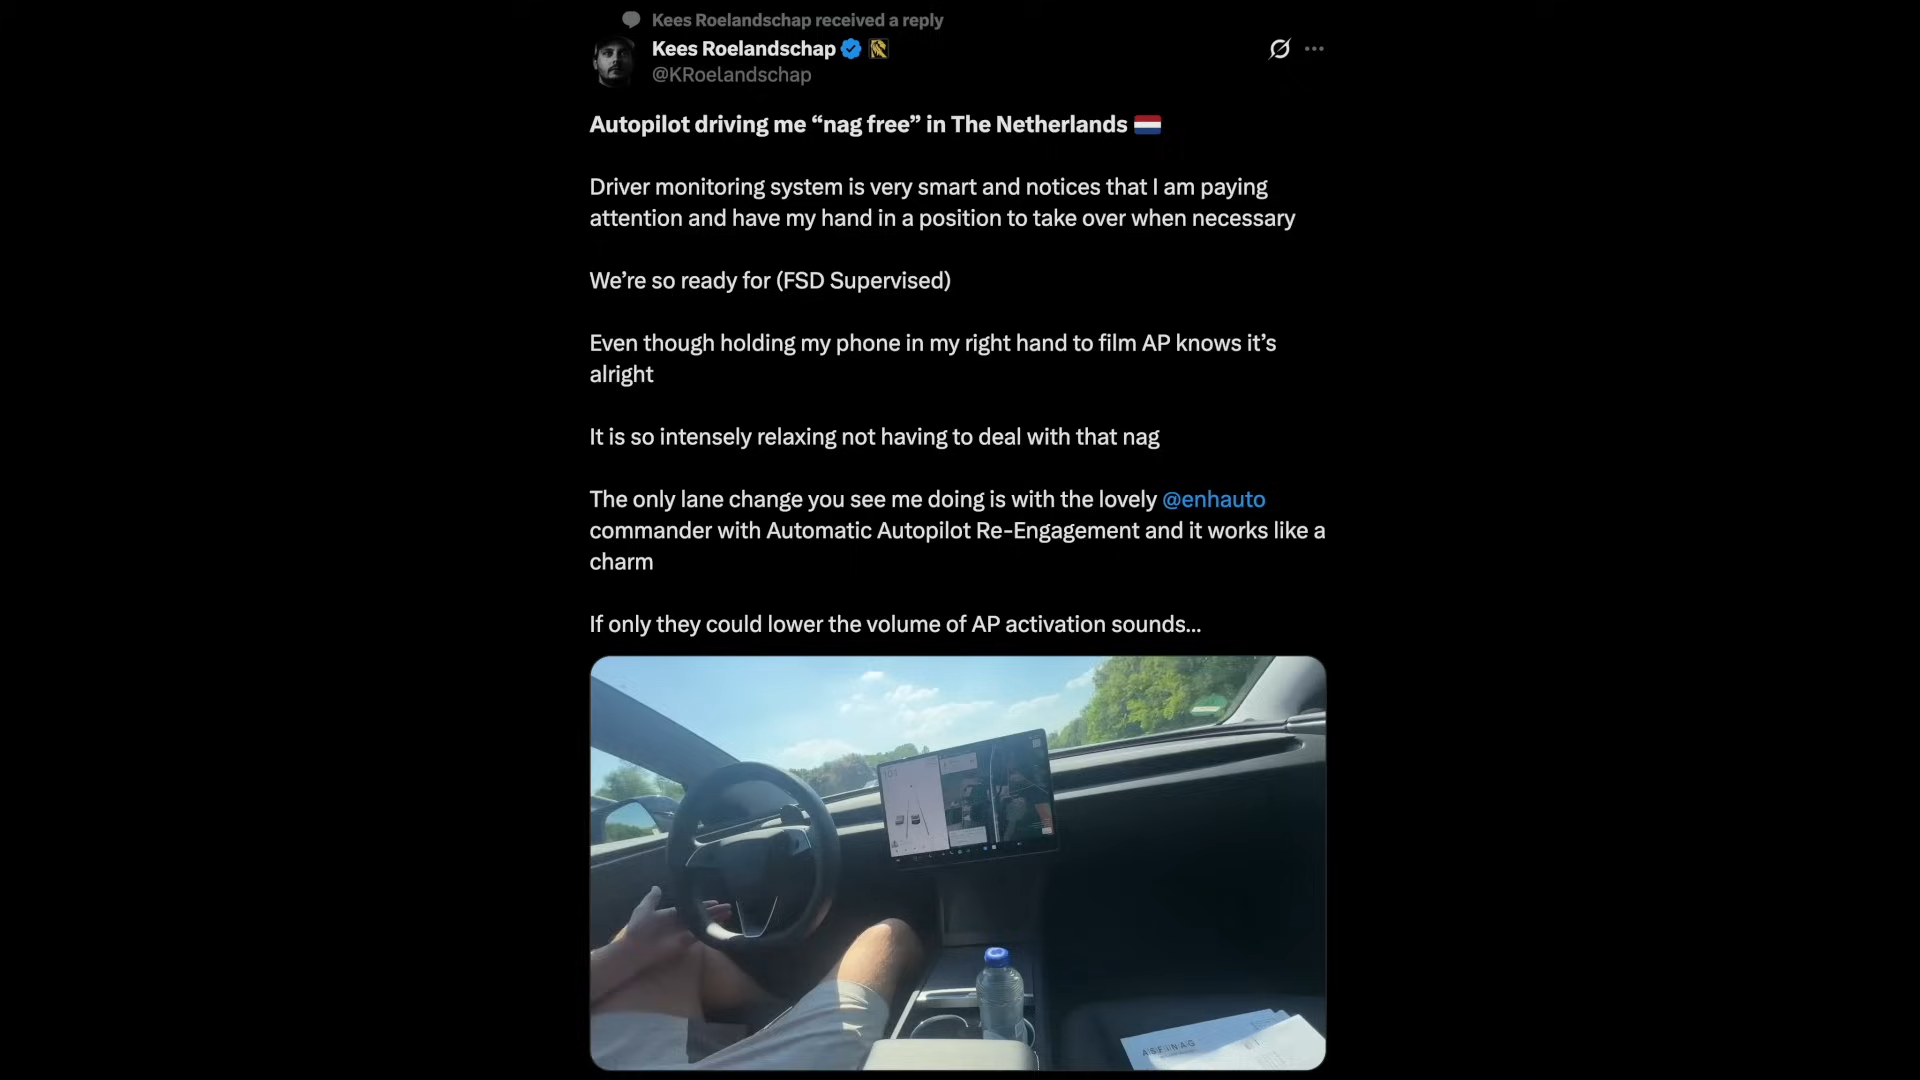 Kees Roelandschap received a reply
Kees Roelandschap
@KRoelandschap
Autopilot driving me “nag free” in The Netherlands
Driver monitoring system is very smart and notices that I am paying
attention and have my hand in a position to take over when necessary
We’re so ready for (FSD Supervised)
Even though holding my phone in my right hand to film AP knows it’s
alright
It is so intensely relaxing not having to deal with that nag
The only lane change you see me doing is with the lovely @enhauto
commander with Automatic Autopilot Re-Engagement and it works like a
charm
If only they could lower the volume of AP activation sounds...
101
ASFINAG